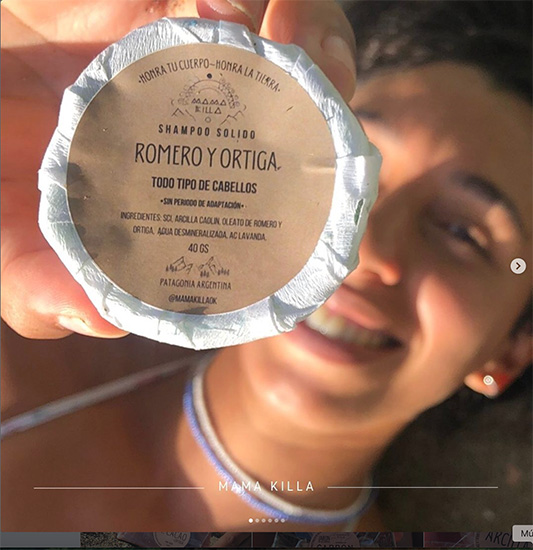 •HONRA TU CUERPO~HONRA LA TIERRA•
MAMA
KILLA
SHAMPOO SOLIDO
ROMERO Y ORTIGA
TODO TIPO DE CABELLOS
•SIN PERIODO DE ADAPTACIÓN•
INGREDIENTES: SCI, ARCILLA CAOLIN, OLEATO DE ROMERO Y
ORTIGA, AGUA DESMINERALIZADA, AC LAVANDA.
40 GS
PATAGONIA ARGENTINA
@MAMAKILLAOK
MAMA KILLA
Mú